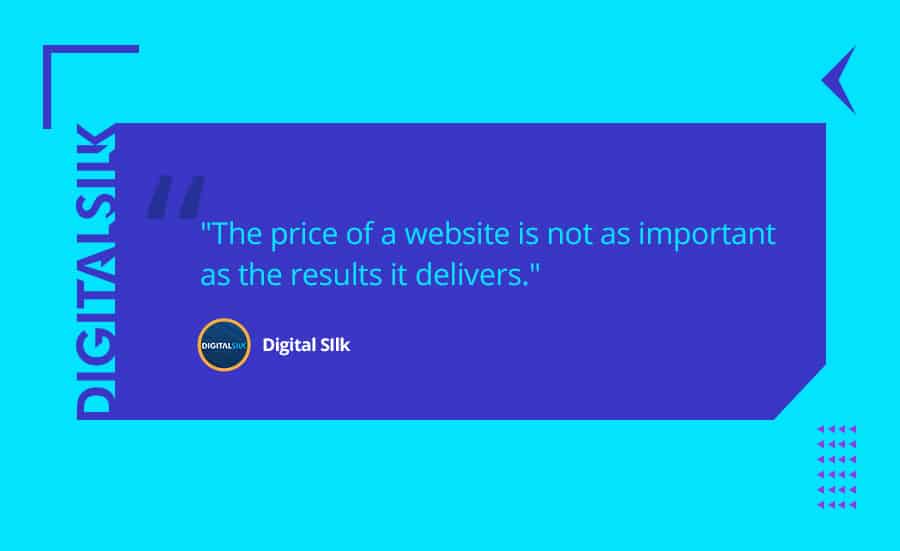 DIGITALSILK
"The price of a website is not as important
as the results it delivers."
DIGITALSILK
Digital SIlk